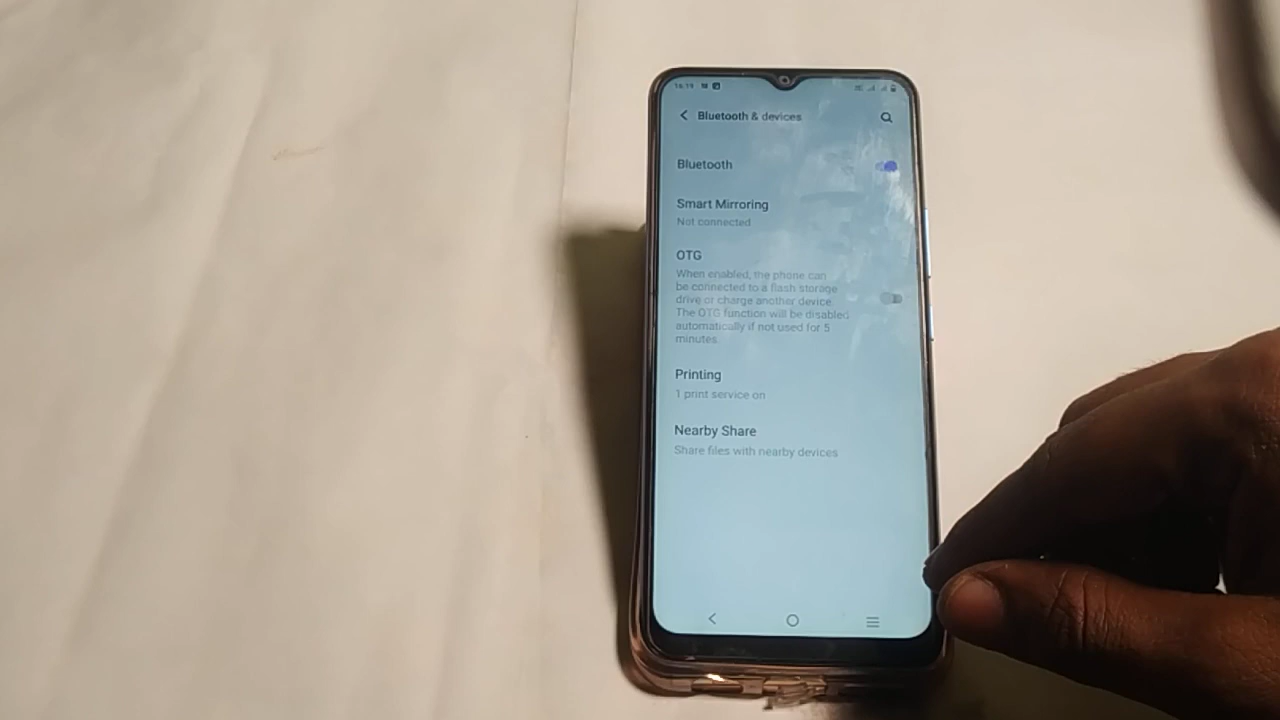 16:19
Bluetooth & devices
Bluetooth
Smart Mirroring
Not connected
OTG
When enabled, the phone can
be connected to a flash storage
drive or charge another device.
The OTG function will be disabled
automatically if not used for 5
minutes.
Printing
1 print service on
Nearby Share
Share files with nearby devices